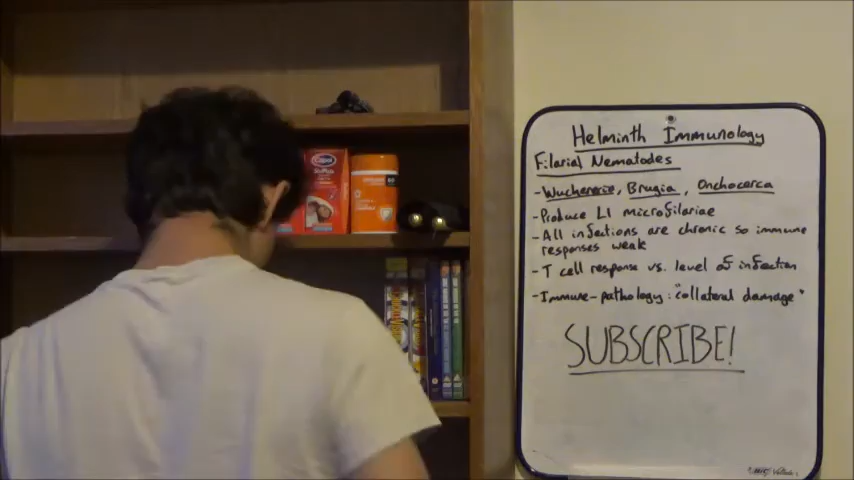 Helminth Immunology
Filarial Nematodes
- Wuchereria, Brugia, Onchocerca
- Produce L1 microfilariae
- All infections are chronic so immune
responses weak
- T cell response vs. level of infection
- Immune-pathology: "collateral damage"
SUBSCRIBE!